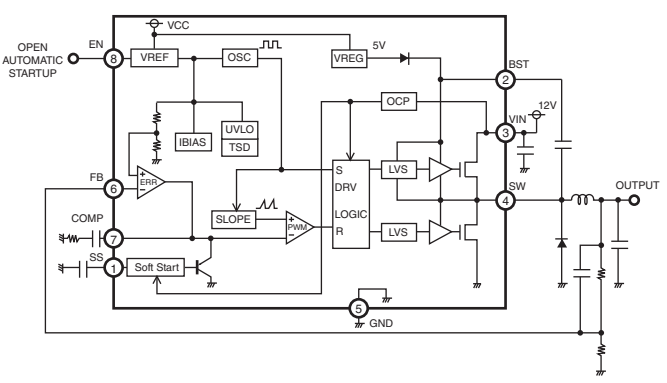 VCC
EN
OPEN
AUTOMATIC
STARTUP
8
VREF
OSC
VREG
5V
BST
2
OCP
12V
VIN
3
IBIAS
UVLO
TSD
FB
6
+
ERR
−
S
DRV
LOGIC
R
LVS
SW
4
OUTPUT
SLOPE
+
PWM
−
COMP
7
LVS
SS
1
Soft Start
5
GND